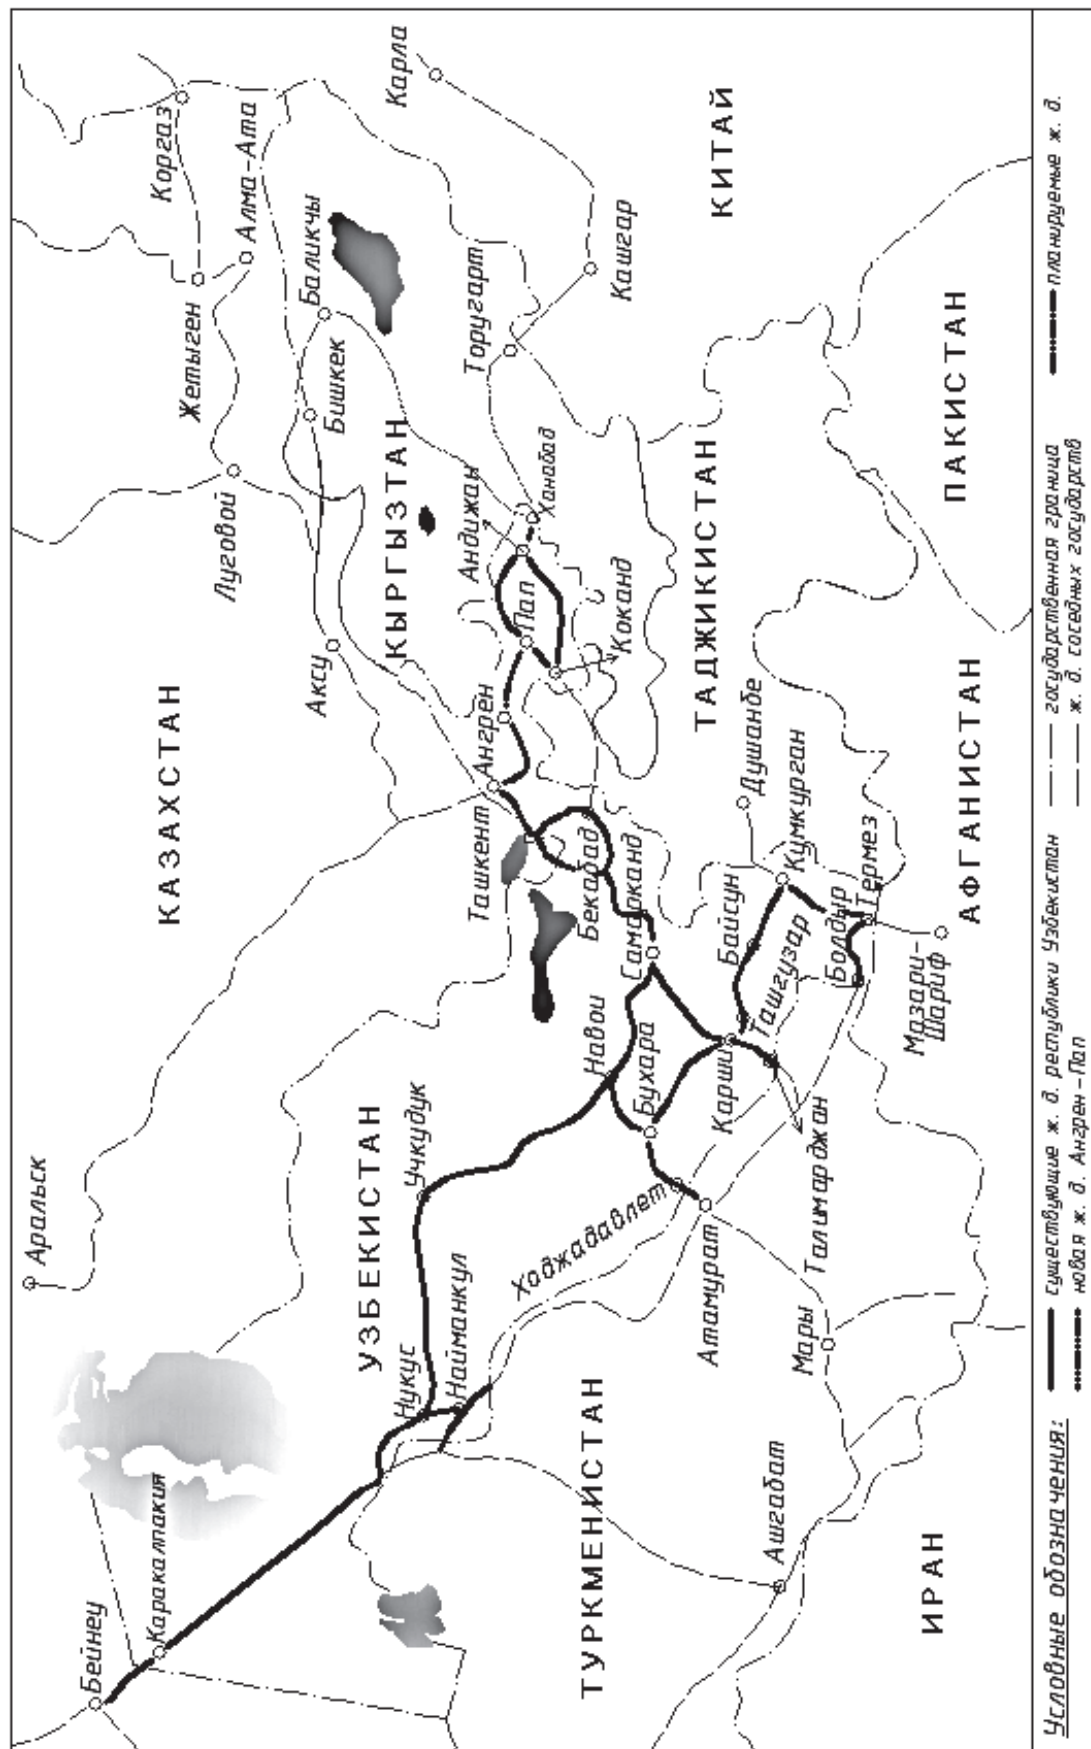 Аральск
КАЗАХСТАН
Луговой
Жетыген
Коргаз
Алма-Ата
Бейнеу
Каракалпакия
Аксу
Бишкек
Баликчы
Карла
КЫРГЫЗСТАН
УЗБЕКИСТАН
Нукус
Найманкул
Учкудук
Ташкент
Ангрен
Пап
Андижан
Ханабад
Торугарт
Кашгар
КИТАЙ
Коканд
Бекабад
Самарканд
Навои
Бухара
Ходжадавлет
Атамурат
Карши
Талимарджан
Ташгузар
Байсун
Кумкурган
Душанбе
ТАДЖИКИСТАН
Болдыр
Термез
Мазари-
Шариф
ТУРКМЕНИСТАН
Мары
Ашгабат
ИРАН
АФГАНИСТАН
ПАКИСТАН
Условные обозначения:
существующие ж. д. республики Узбекистан
новая ж. д. Ангрен-Пап
государственная граница
ж. д. соседных государств
планируемые ж. д.